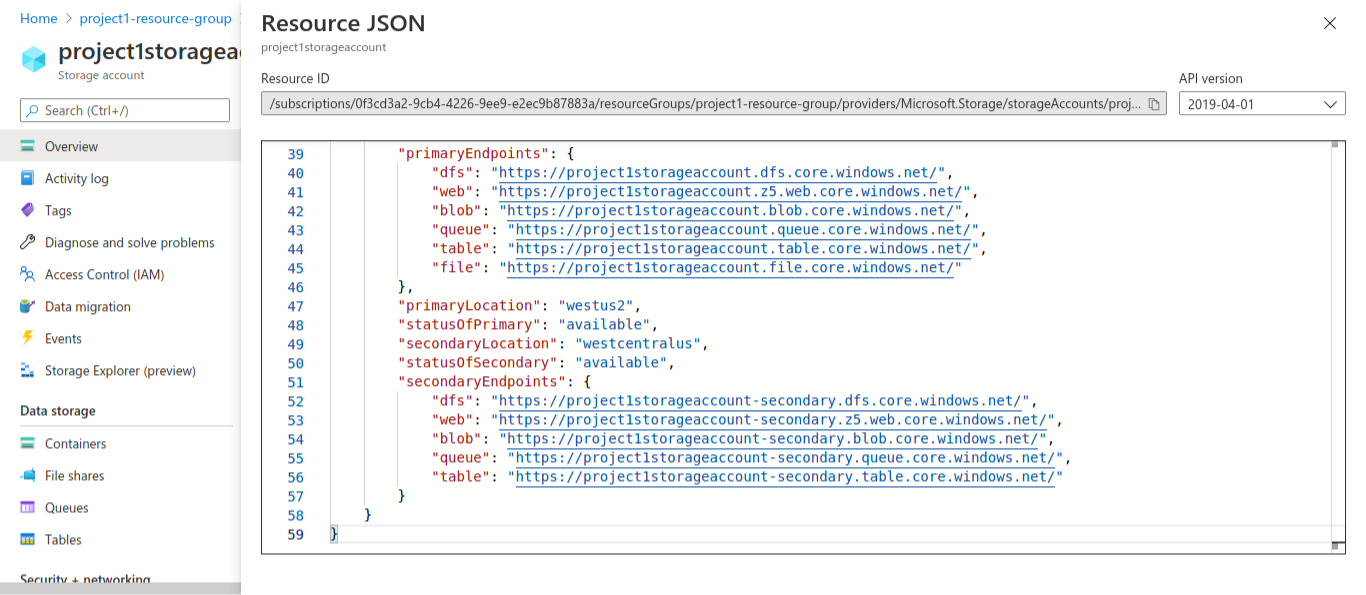 Home > project1-resource-group
project1storagea
Storage account
Search (Ctrl+/)
Overview
Activity log
Tags
Diagnose and solve problems
Access Control (IAM)
Data migration
Events
Storage Explorer (preview)
Data storage
Containers
File shares
Queues
Tables
Security + networking
Resource JSON
project1storageaccount
Resource ID
/subscriptions/0f3cd3a2-9cb4-4226-9ee9-e2ec9b87883a/resourceGroups/project1-resource-group/providers/Microsoft.Storage/storageAccounts/proj...
API version
2019-04-01
39 "primaryEndpoints": {
40 "dfs": "https://project1storageaccount.dfs.core.windows.net/",
41 "web": "https://project1storageaccount.z5.web.core.windows.net/",
42 "blob": "https://project1storageaccount.blob.core.windows.net/",
43 "queue": "https://project1storageaccount.queue.core.windows.net/",
44 "table": "https://project1storageaccount.table.core.windows.net/",
45 "file": "https://project1storageaccount.file.core.windows.net/"
46 },
47 "primaryLocation": "westus2",
48 "statusOfPrimary": "available",
49 "secondaryLocation": "westcentralus",
50 "statusOfSecondary": "available",
51 "secondaryEndpoints": {
52 "dfs": "https://project1storageaccount-secondary.dfs.core.windows.net/",
53 "web": "https://project1storageaccount-secondary.z5.web.core.windows.net/",
54 "blob": "https://project1storageaccount-secondary.blob.core.windows.net/",
55 "queue": "https://project1storageaccount-secondary.queue.core.windows.net/",
56 "table": "https://project1storageaccount-secondary.table.core.windows.net/"
57 }
58 }
59 }